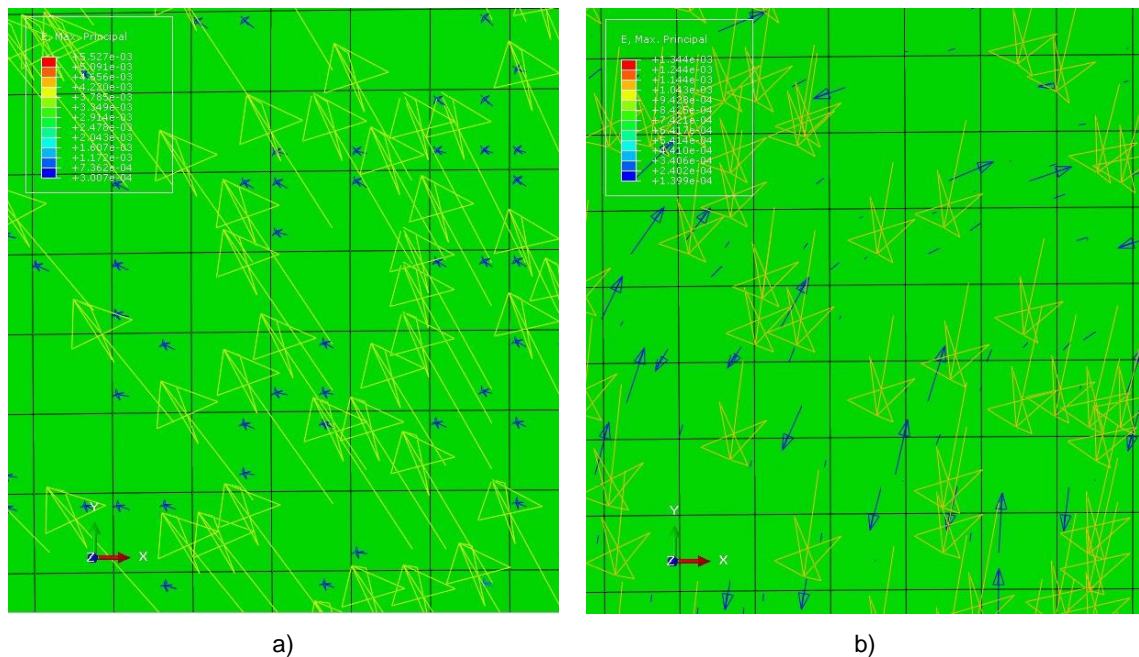 E, Max. Principal
+5.527e-03
+5.091e-03
+4.656e-03
+4.220e-03
+3.785e-03
+3.349e-03
+2.914e-03
+2.478e-03
+2.043e-03
+1.607e-03
+1.172e-03
+7.362e-04
+3.007e-04
Y
Z
X
E, Max. Principal
+1.344e-03
+1.244e-03
+1.144e-03
+1.043e-03
+9.428e-04
+8.425e-04
+7.421e-04
+6.417e-04
+5.414e-04
+4.410e-04
+3.406e-04
+2.402e-04
+1.399e-04
Y
Z
X
a)
b)